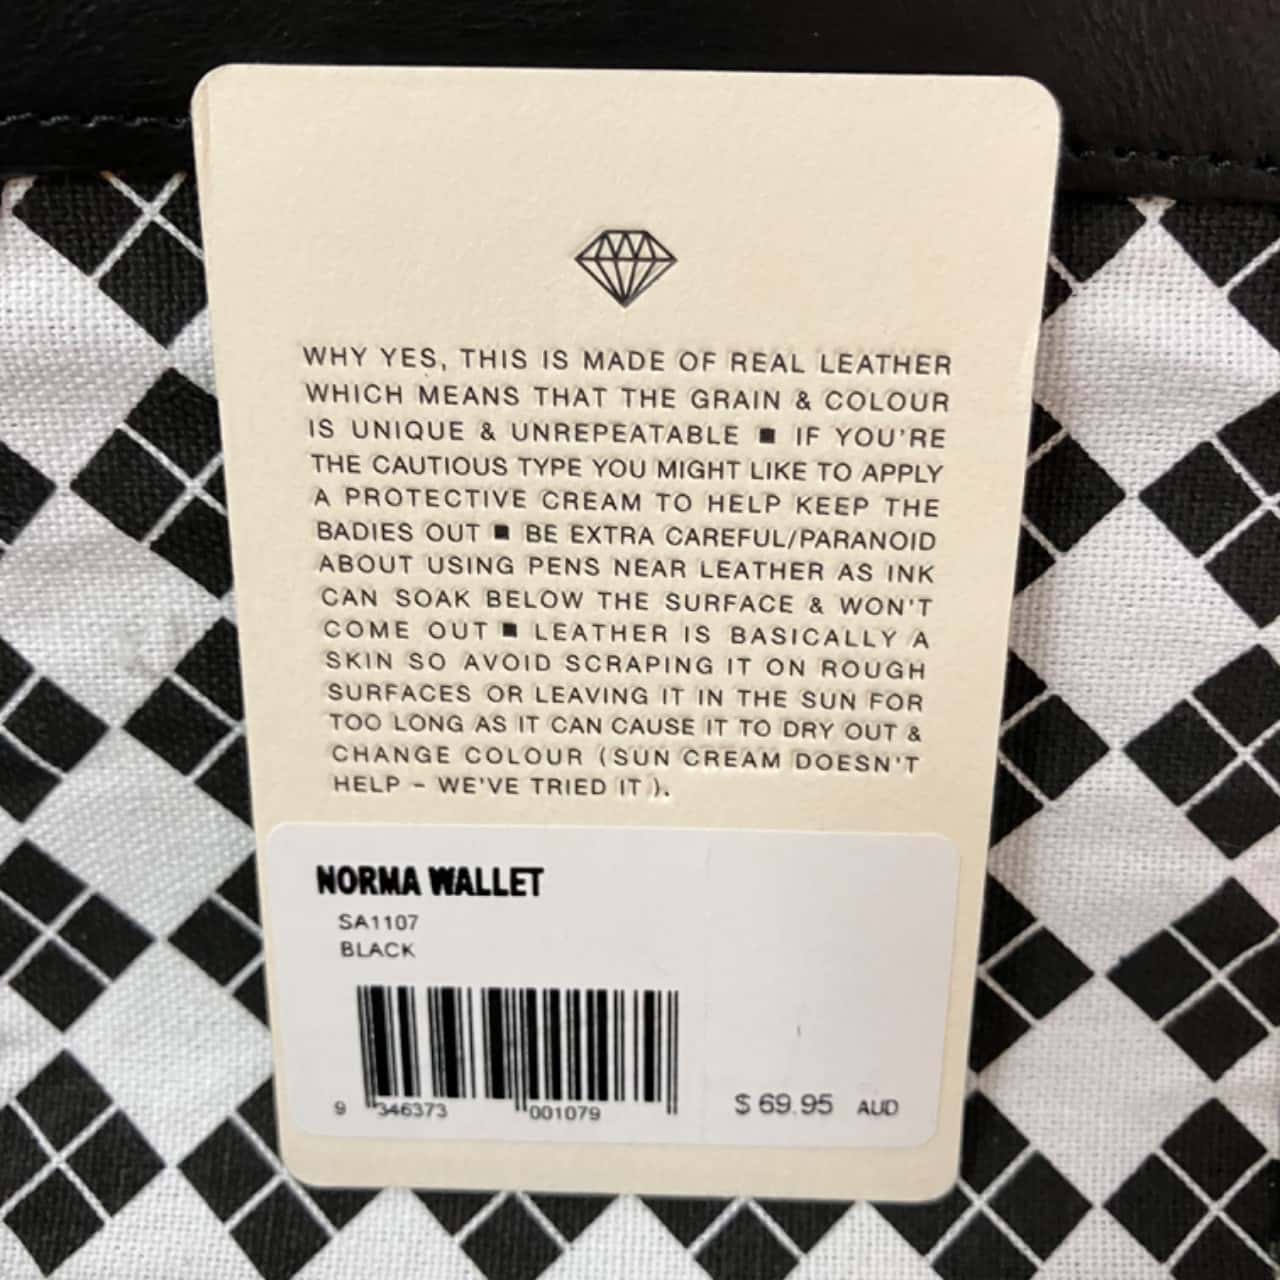 WHY YES, THIS IS MADE OF REAL LEATHER
WHICH MEANS THAT THE GRAIN & COLOUR
IS UNIQUE & UNREPEATABLE ■ IF YOU'RE
THE CAUTIOUS TYPE YOU MIGHT LIKE TO APPLY
A PROTECTIVE CREAM TO HELP KEEP THE
BADIES OUT ■ BE EXTRA CAREFUL/PARANOID
ABOUT USING PENS NEAR LEATHER AS INK
CAN SOAK BELOW THE SURFACE & WON'T
COME OUT ■ LEATHER IS BASICALLY A
SKIN SO AVOID SCRAPING IT ON ROUGH
SURFACES OR LEAVING IT IN THE SUN FOR
TOO LONG AS IT CAN CAUSE IT TO DRY OUT &
CHANGE COLOUR (SUN CREAM DOESN'T
HELP – WE'VE TRIED IT ).
NORMA WALLET
SA1107
BLACK
9 346373 001079
$ 69.95 AUD